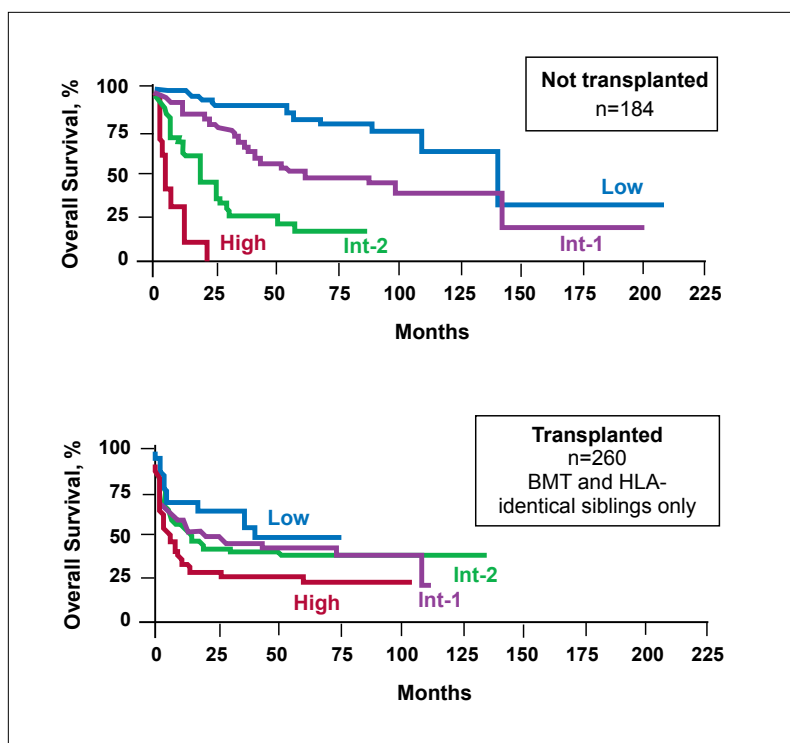 Overall Survival, %
100
75
50
25
0
Not transplanted
n=184
Low
Int-1
Int-2
High
0 25 50 75 100 125 150 175 200 225
Months
Overall Survival, %
100
75
50
25
0
Transplanted
n=260
BMT and HLA-
identical siblings only
Low
Int-2
Int-1
High
0 25 50 75 100 125 150 175 200 225
Months